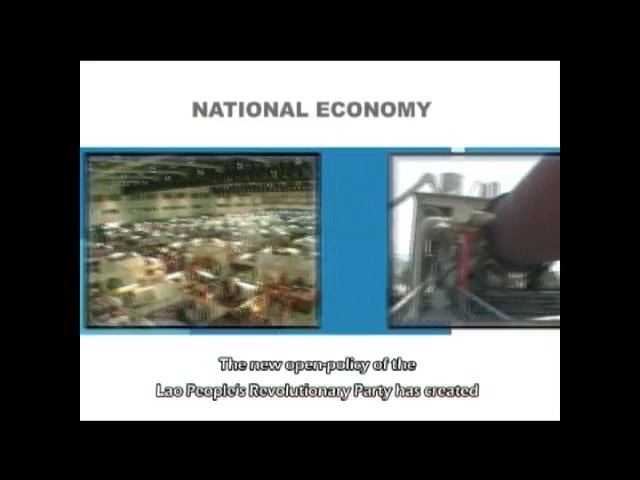 NATIONAL ECONOMY
The new open-policy of the
Lao People's Revolutionary Party has created